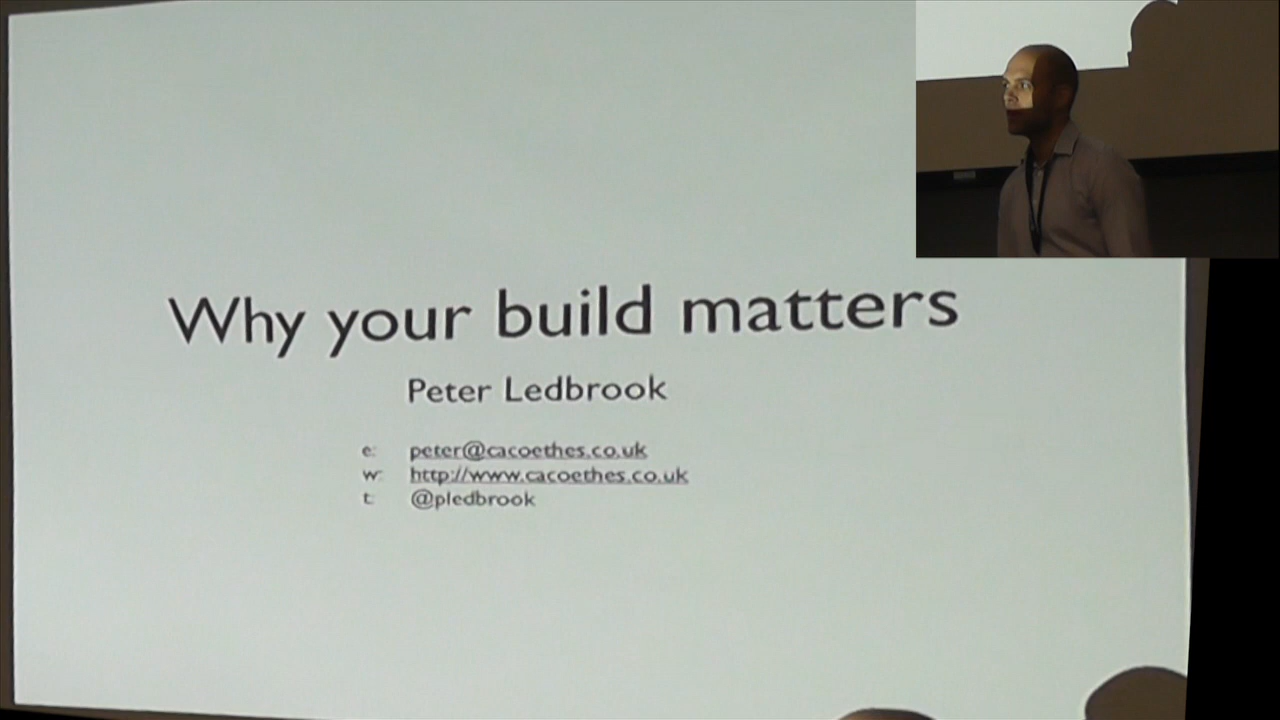 Why your build matters
Peter Ledbrook
e: peter@cacoethes.co.uk
w: http://www.cacoethes.co.uk
t: @pledbrook